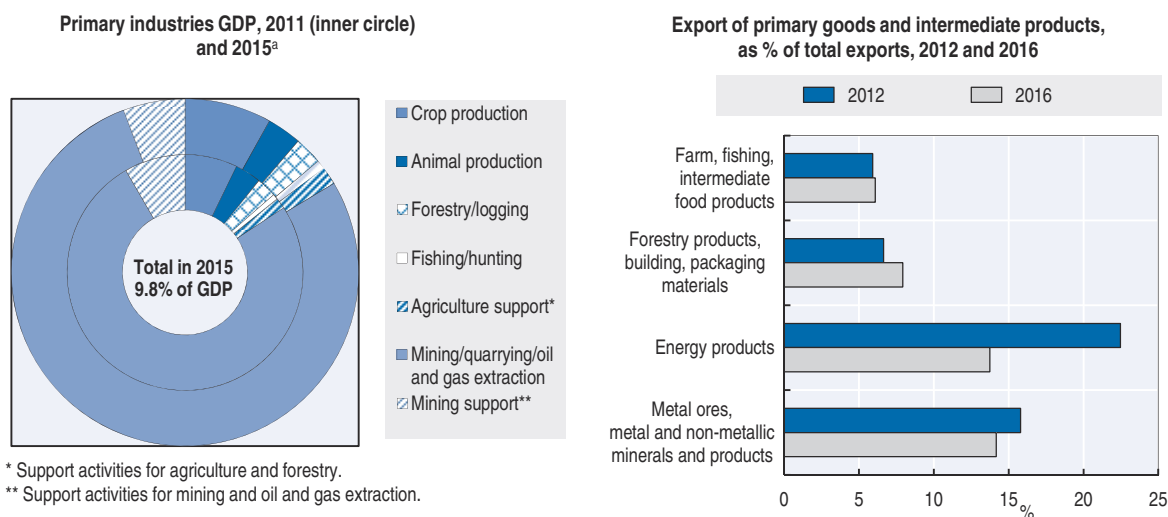 Primary industries GDP, 2011 (inner circle)
and 2015ª
Total in 2015
9.8% of GDP
Crop production
Animal production
Forestry/logging
Fishing/hunting
Agriculture support*
Mining/quarrying/oil
and gas extraction
Mining support**
* Support activities for agriculture and forestry.
** Support activities for mining and oil and gas extraction.
Export of primary goods and intermediate products,
as % of total exports, 2012 and 2016
2012
2016
Farm, fishing,
intermediate
food products
Forestry products,
building, packaging
materials
Energy products
Metal ores,
metal and non-metallic
minerals and products
0 5 10 15 20 25
%